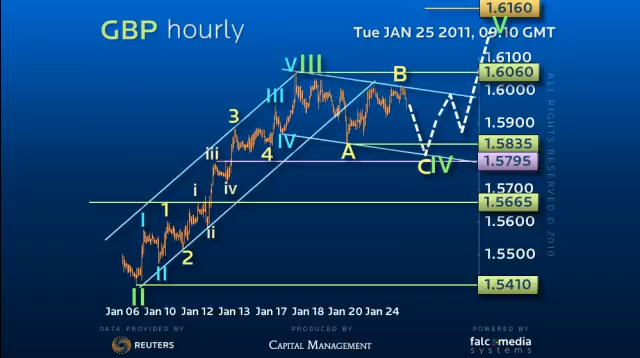 1.6160
GBP hourly
Tue JAN 25 2011, 09:10 GMT
V
1.6100
V III
1.6060
B
1.6000
III
3
1.5900
IV
1.5835
iii
4
A
C IV
1.5795
i
iv
1.5700
1
1.5665
I
ii
1.5600
2
II
1.5500
1.5410
II
Jan 06 Jan 10 Jan 12 Jan 13 Jan 17 Jan 18 Jan 20 Jan 24
ALL RIGHTS RESERVED © 2010
DATA PROVIDED BY
REUTERS
PRODUCED BY
CAPITAL MANAGEMENT
POWERED BY
falc media
systems